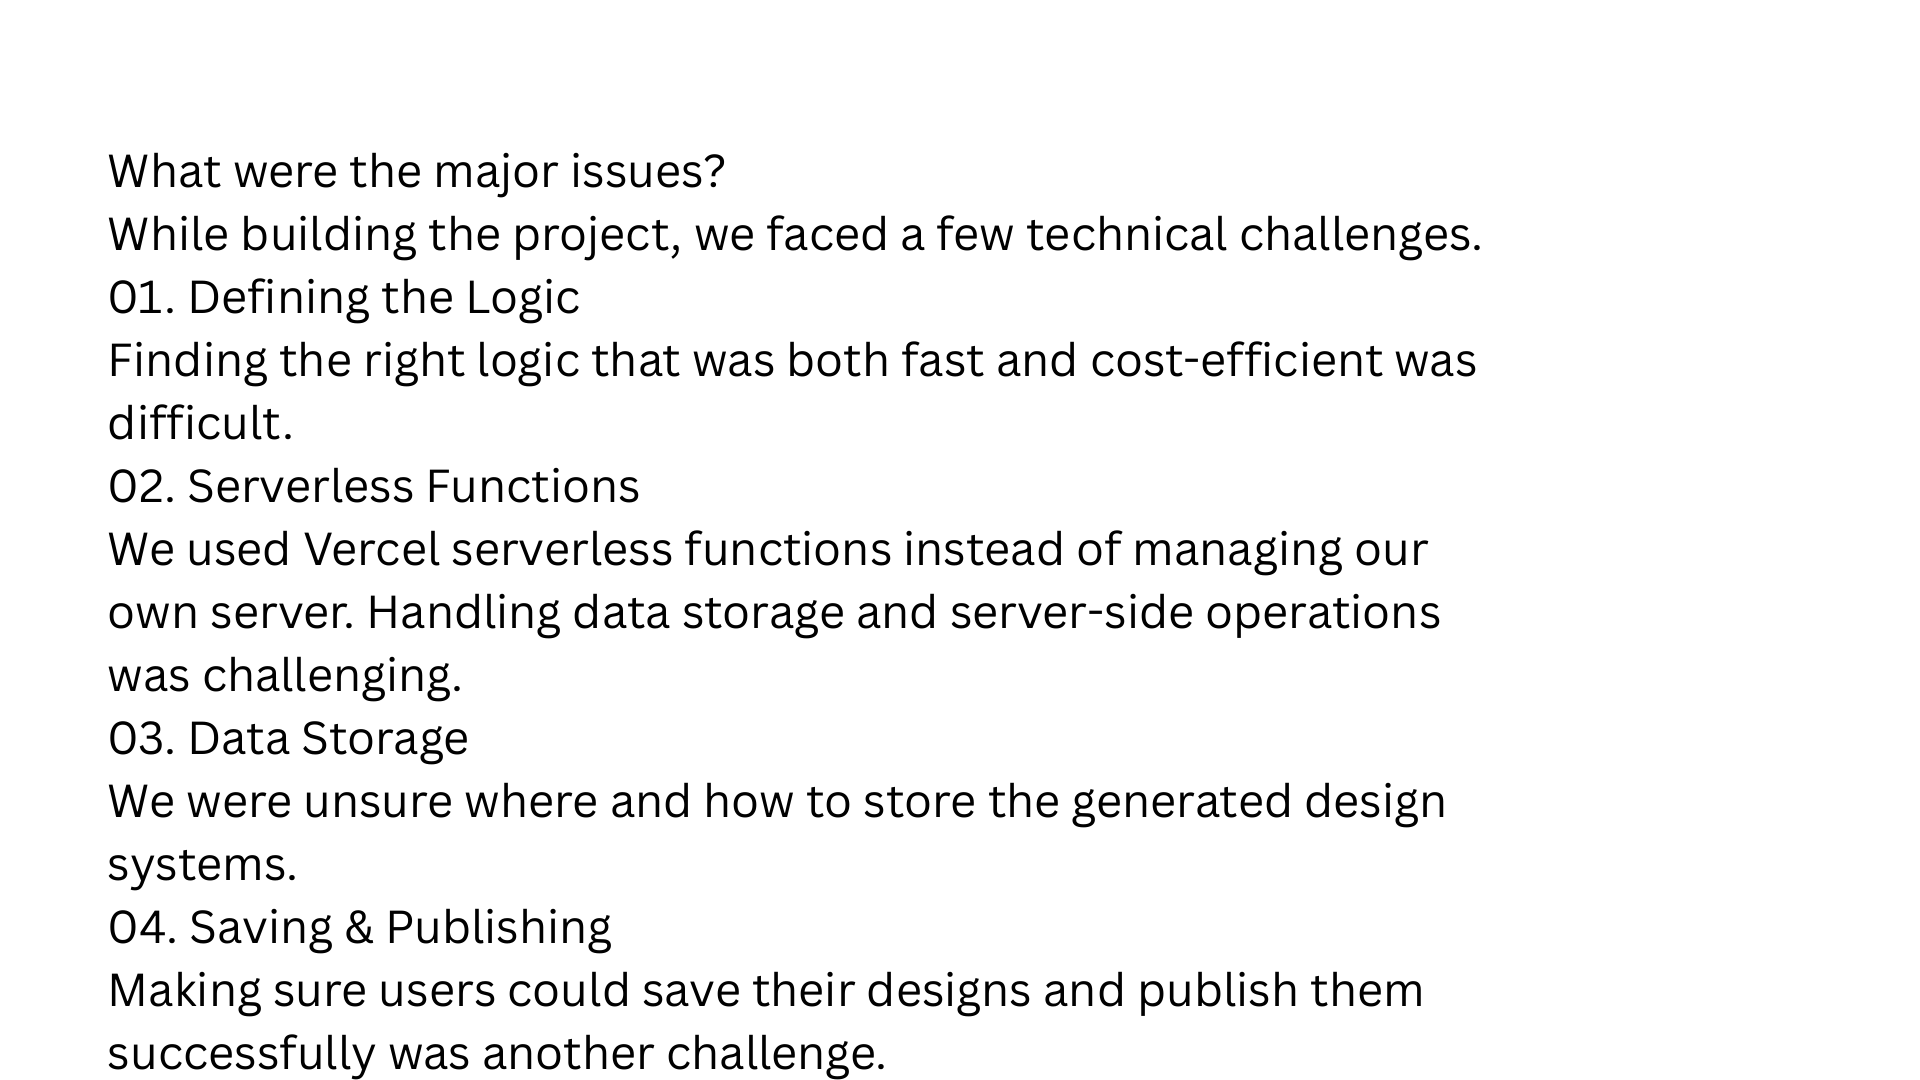 What were the major issues?
While building the project, we faced a few technical challenges.
01. Defining the Logic
Finding the right logic that was both fast and cost-efficient was
difficult.
02. Serverless Functions
We used Vercel serverless functions instead of managing our
own server. Handling data storage and server-side operations
was challenging.
03. Data Storage
We were unsure where and how to store the generated design
systems.
04. Saving & Publishing
Making sure users could save their designs and publish them
successfully was another challenge.